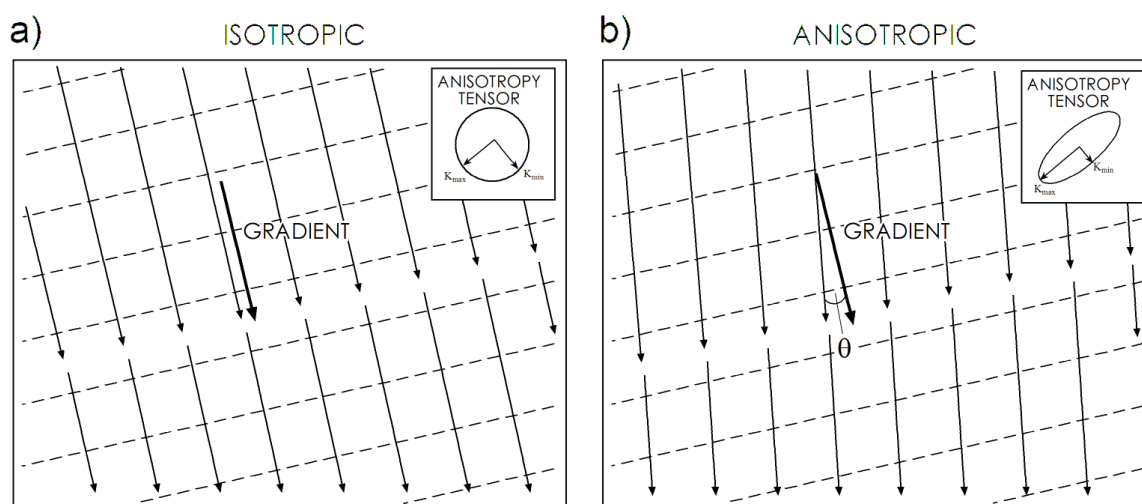 a)
ISOTROPIC
ANISOTROPY
TENSOR
Kmax
Kmin
GRADIENT
b)
ANISOTROPIC
ANISOTROPY
TENSOR
Kmin
Kmax
GRADIENT
θ